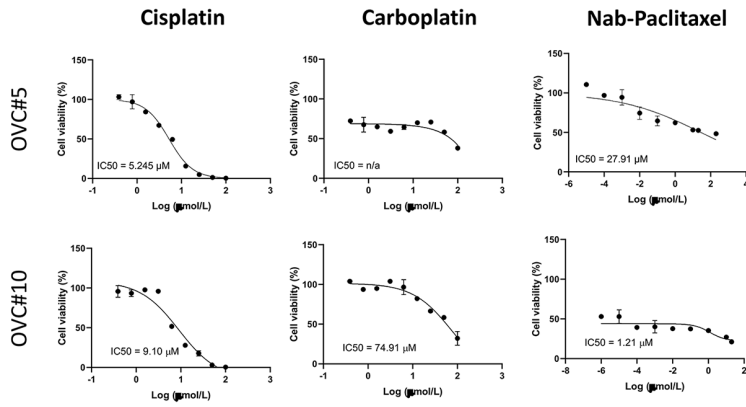 Cisplatin
Carboplatin
Nab-Paclitaxel
OVC#5
Cell viability (%)
150
100
50
0
IC50 = 5.245 µM
-1
0
1
2
3
Log (µmol/L)
Cell viability (%)
150
100
50
0
IC50 = n/a
-1
0
1
2
3
Log (µmol/L)
Cell viability (%)
150
100
50
0
IC50 = 27.91 µM
-6
-4
-2
0
2
4
Log (µmol/L)
OVC#10
Cell viability (%)
150
100
50
0
IC50 = 9.10 µM
-1
0
1
2
3
Log (µmol/L)
Cell viability (%)
150
100
50
0
IC50 = 74.91 µM
-1
0
1
2
3
Log (µmol/L)
Cell viability (%)
150
100
50
0
IC50 = 1.21 µM
-8
-6
-4
-2
0
2
Log (µmol/L)